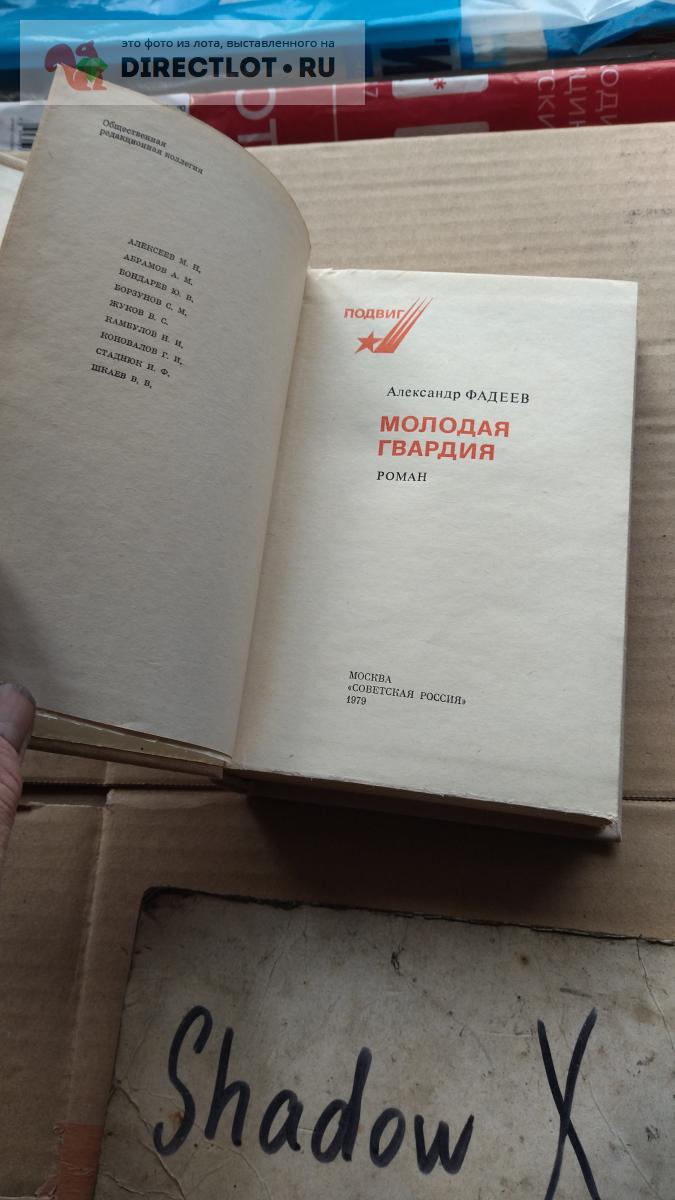 это фото из лота, выставленного на
DIRECTLOT•RU
Общественная
редакционная коллегия
АЛЕКСЕЕВ М. Н,
АБРАМОВ А. М.
БОНДАРЕВ Ю. В,
БОРЗУНОВ С. М,
ЖУКОВ В. С.
КАМБУЛОВ Н. И,
КОНОВАЛОВ Г. И,
СТАДНЮК И. Ф,
ШКАЕВ В. В,
ПОДВИГ
Александр ФАДЕЕВ
МОЛОДАЯ
ГВАРДИЯ
РОМАН
МОСКВА
«СОВЕТСКАЯ РОССИЯ»
1979
Shadow X